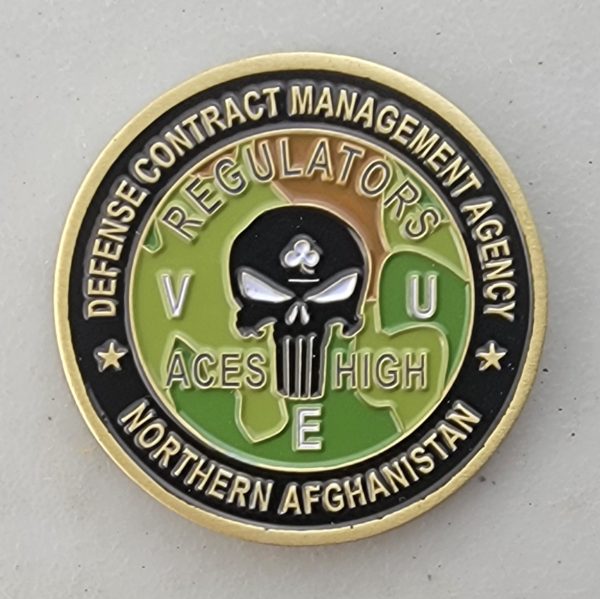 DEFENSE CONTRACT MANAGEMENT AGENCY
REGULATORS
V U
ACES HIGH
E
NORTHERN AFGHANISTAN